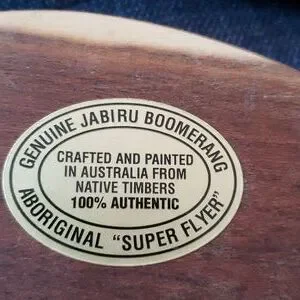 GENUINE JABIRU BOOMERANG
CRAFTED AND PAINTED
IN AUSTRALIA FROM
NATIVE TIMBERS
100% AUTHENTIC
ABORIGINAL "SUPER FLYER"